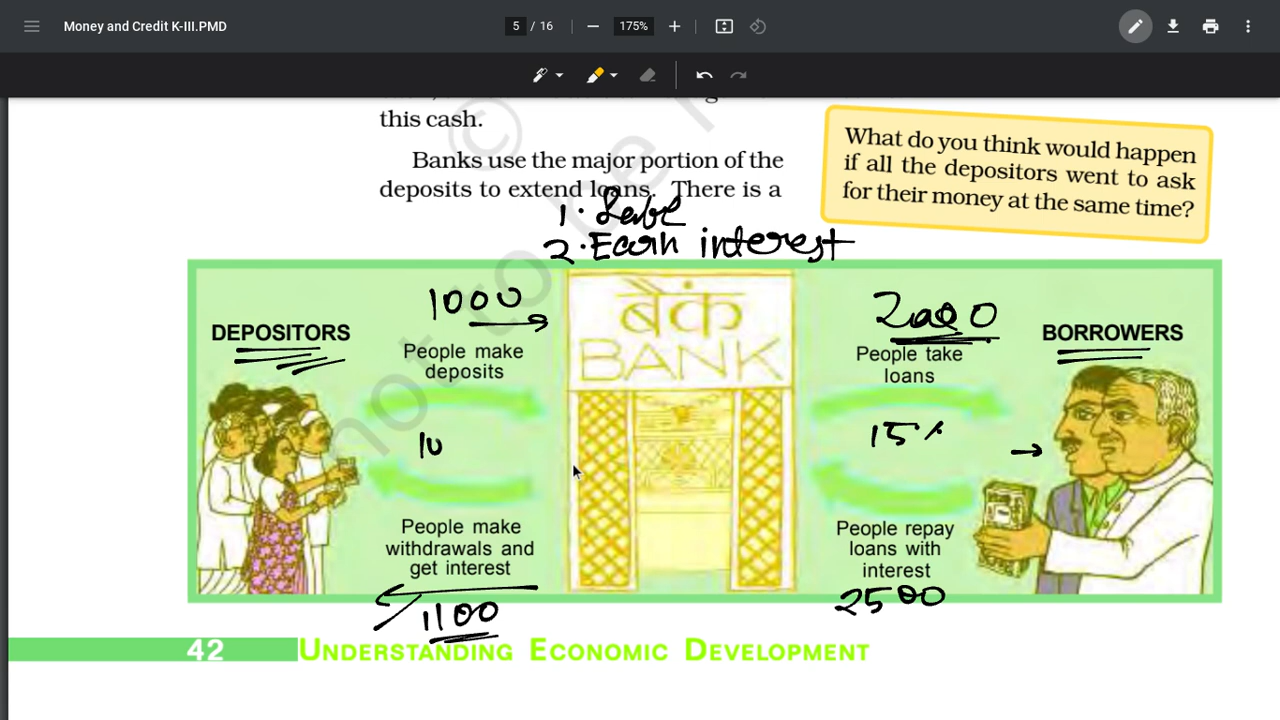 Money and Credit K-III.PMD
5 / 16
175%
this cash.
Banks use the major portion of the
deposits to extend loans. There is a
What do you think would happen
if all the depositors went to ask
for their money at the same time?
1.
2. Earn interest
1000
2000
DEPOSITORS
बैंक
BANK
BORROWERS
People make
deposits
People take
loans
10
15%
People make
withdrawals and
get interest
People repay
loans with
interest
1100
2500
42
UNDERSTANDING ECONOMIC DEVELOPMENT
© not to be r